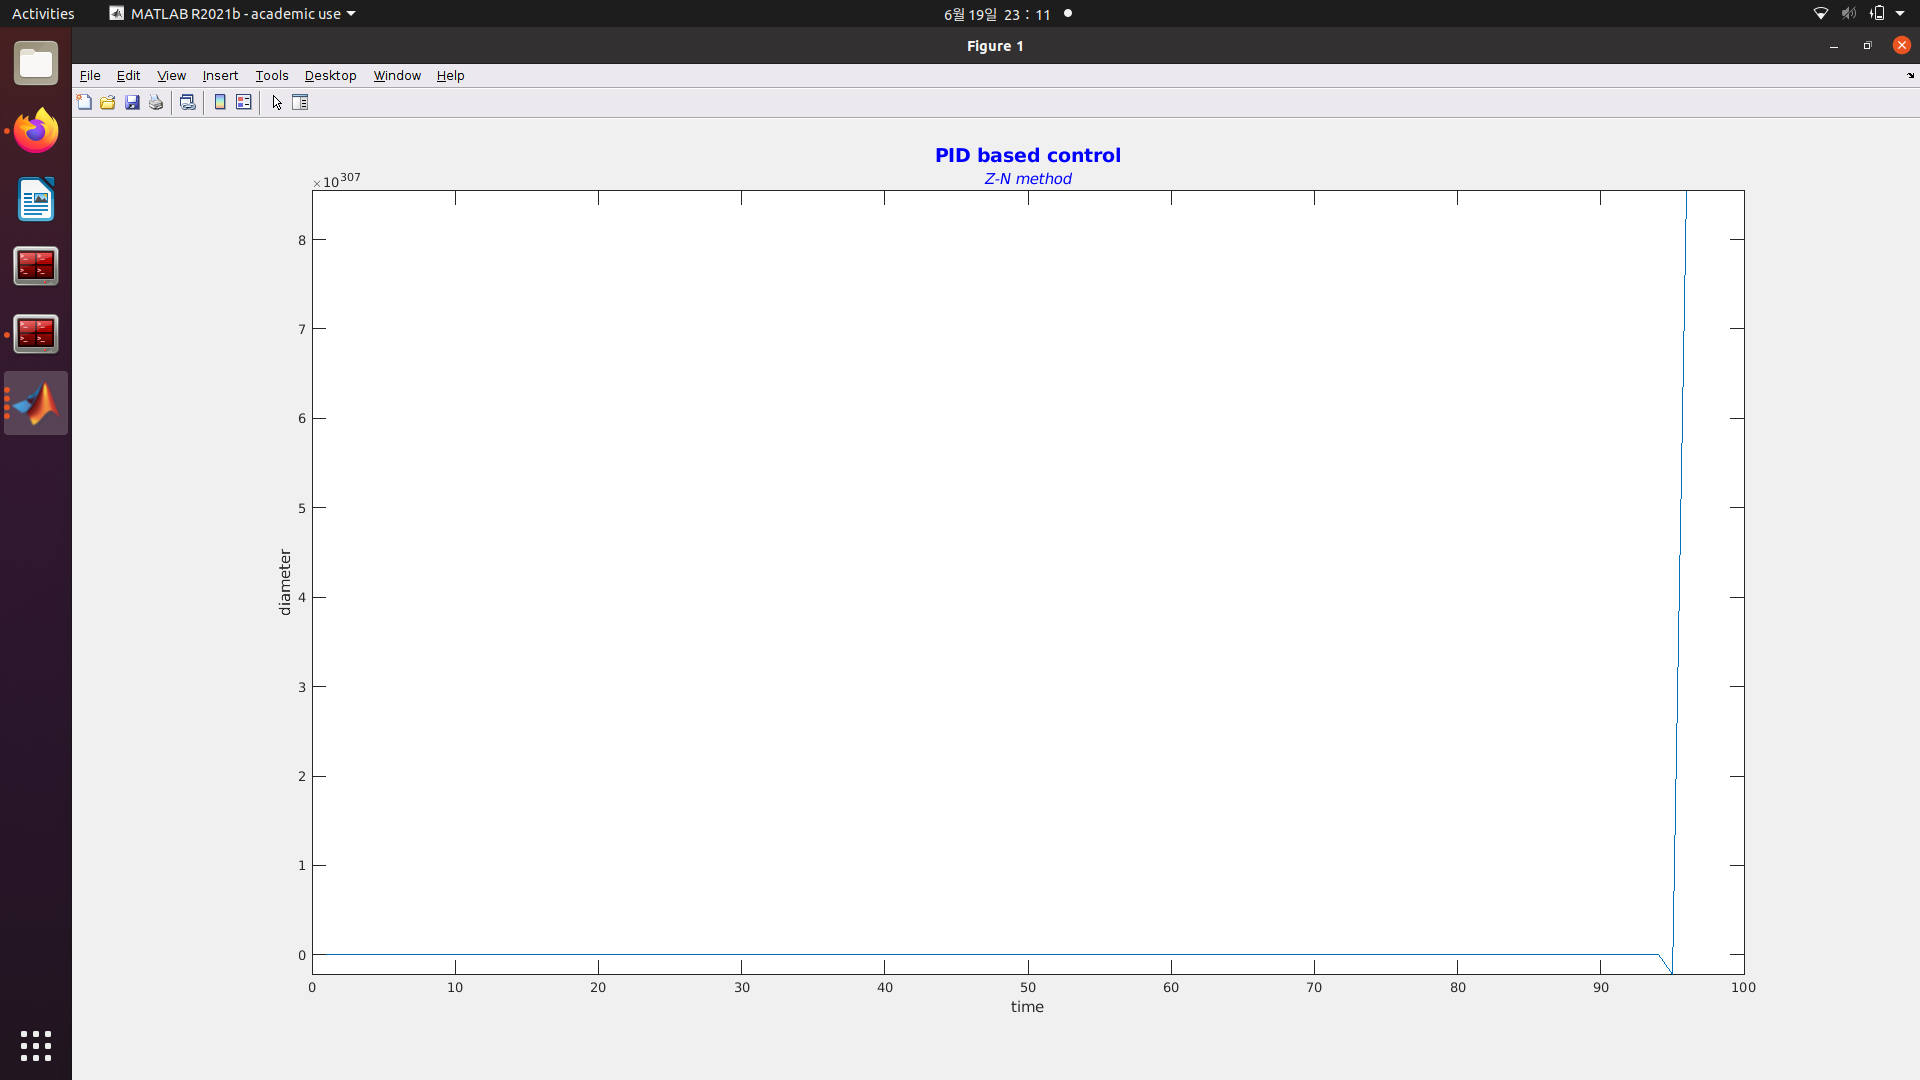 Activities
MATLAB R2021b - academic use
6월 19일 23 : 11
Figure 1
File Edit View Insert Tools Desktop Window Help
PID based control
Z-N method
×10^307
8
7
6
5
4
3
2
1
0
diameter
0 10 20 30 40 50 60 70 80 90 100
time